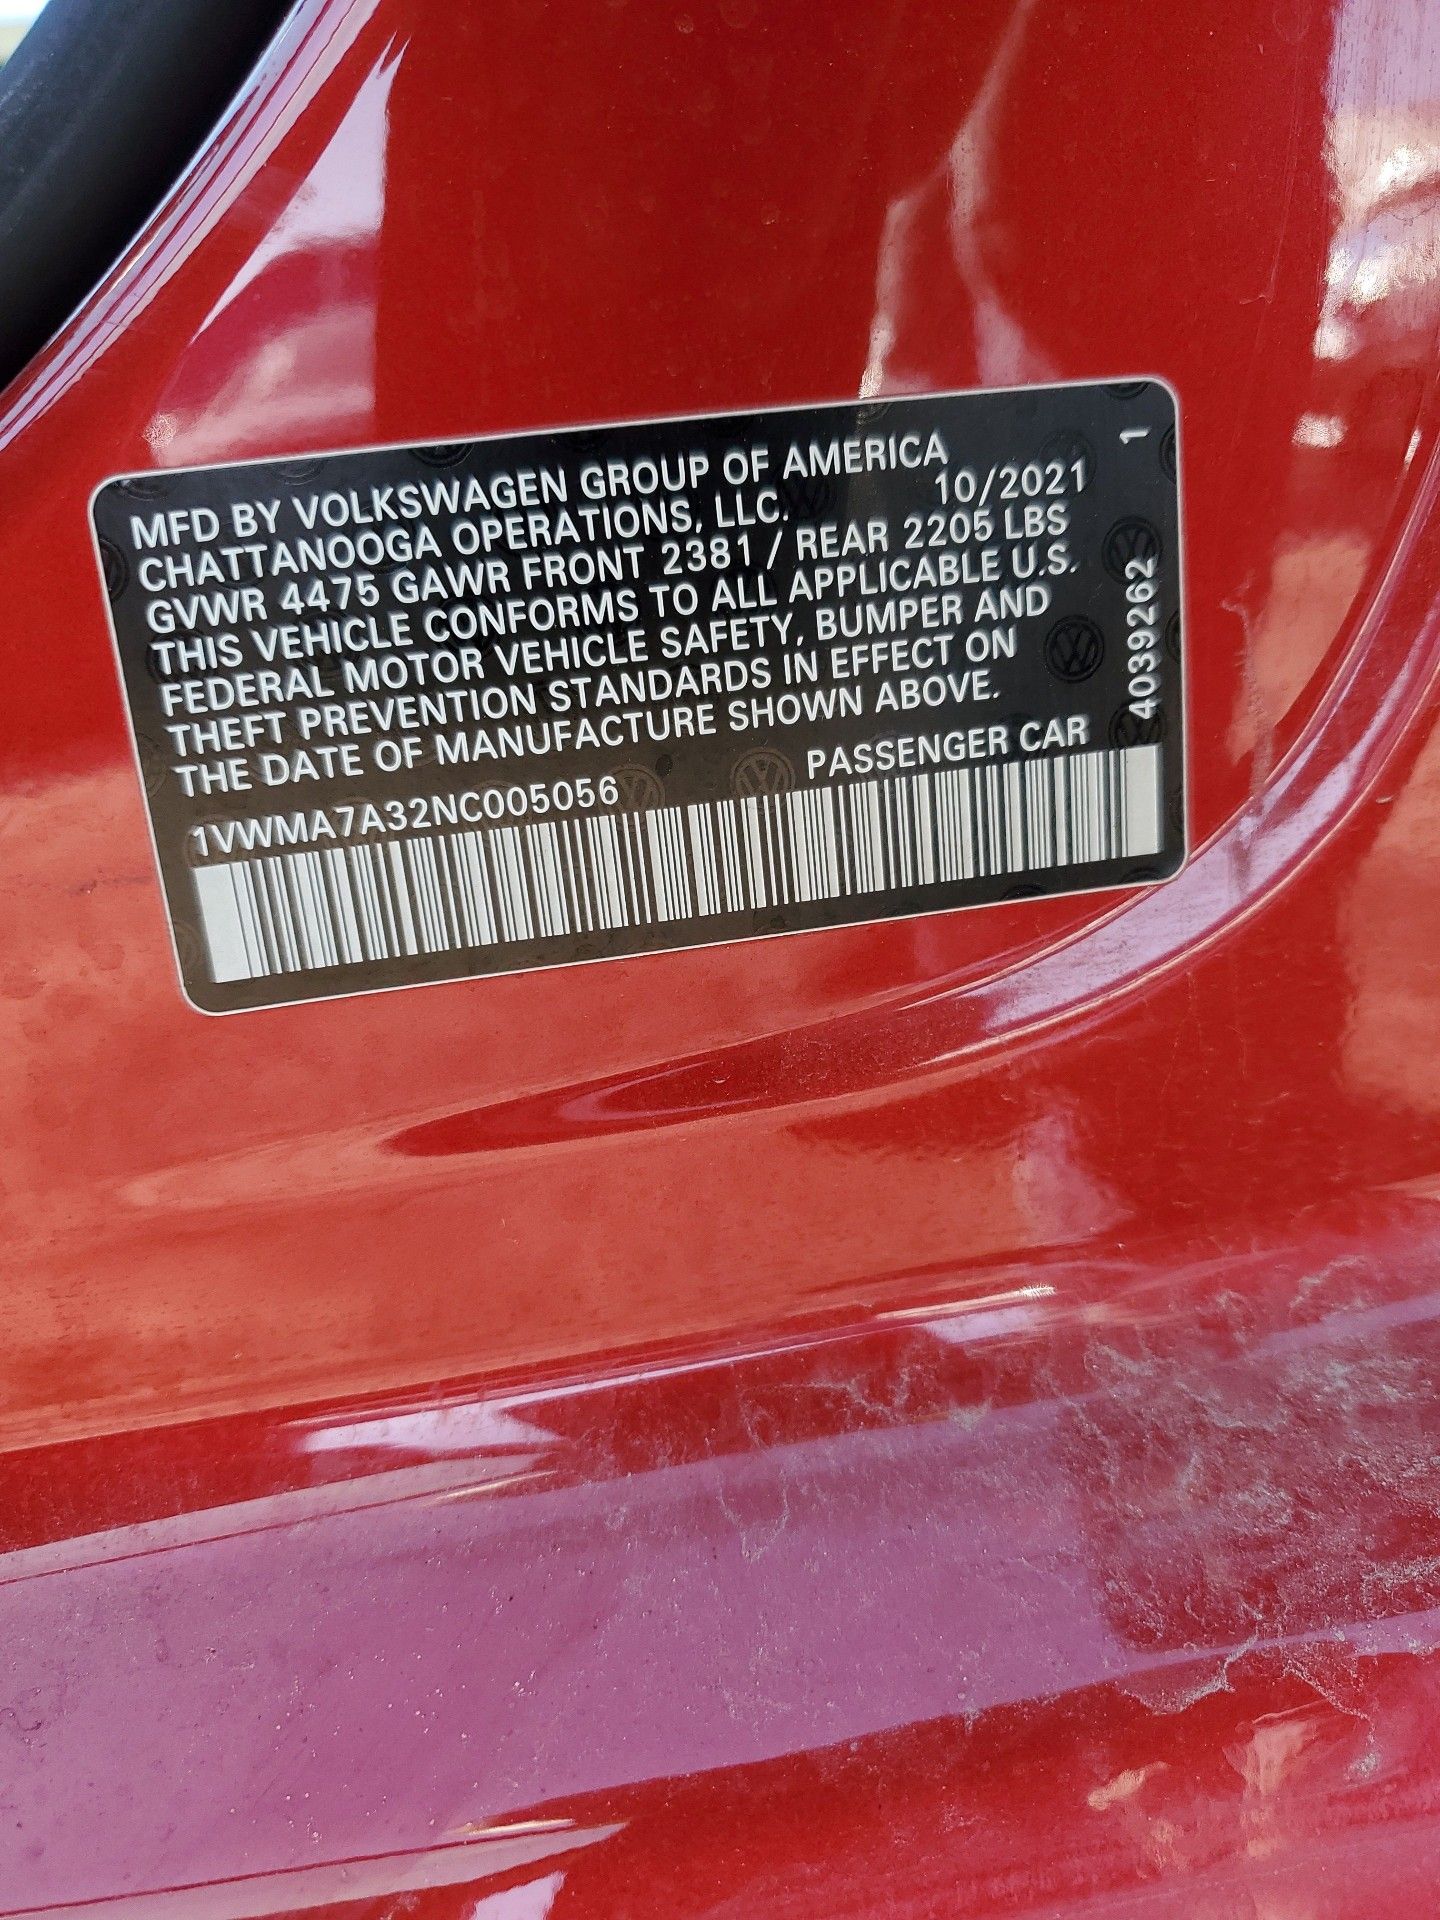 MFD BY VOLKSWAGEN GROUP OF AMERICA
CHATTANOOGA OPERATIONS, LLC. 10/2021 1
GVWR 4475 GAWR FRONT 2381 / REAR 2205 LBS
THIS VEHICLE CONFORMS TO ALL APPLICABLE U.S.
FEDERAL MOTOR VEHICLE SAFETY, BUMPER AND
THEFT PREVENTION STANDARDS IN EFFECT ON
THE DATE OF MANUFACTURE SHOWN ABOVE.
4039262
1VWMA7A32NC005056 PASSENGER CAR